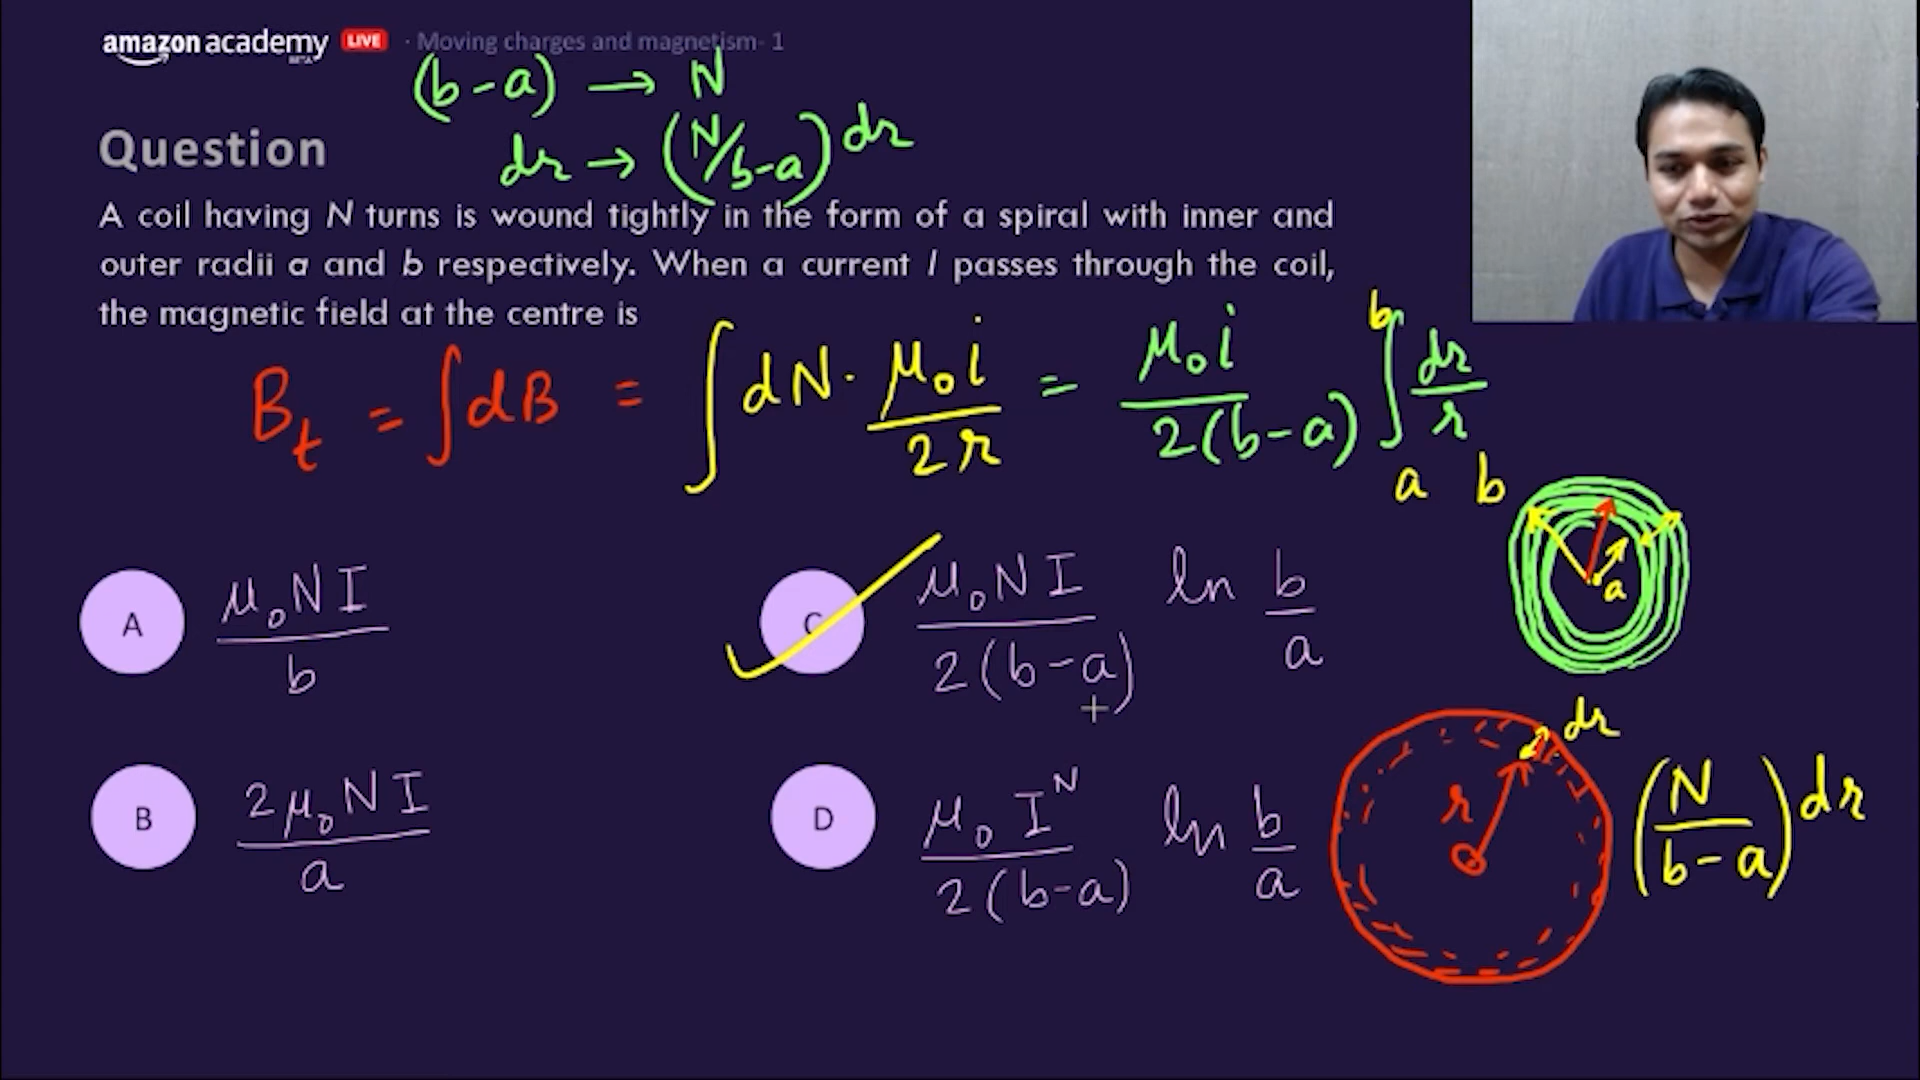 amazon academy LIVE · Moving charges and magnetism- 1
BETA
(b-a) → N
dr → (N/b-a) dr
Question
A coil having N turns is wound tightly in the form of a spiral with inner and
outer radii a and b respectively. When a current I passes through the coil,
the magnetic field at the centre is
B_t = ∫dB = ∫dN · μ₀i/2r = μ₀i/2(b-a) ∫_a^b dr/r
b
a
A μ₀NI/b
C μ₀NI/2(b-a) ln b/a
B 2μ₀NI/a
D μ₀I^N/2(b-a) ln b/a
dr
r
(N/b-a) dr